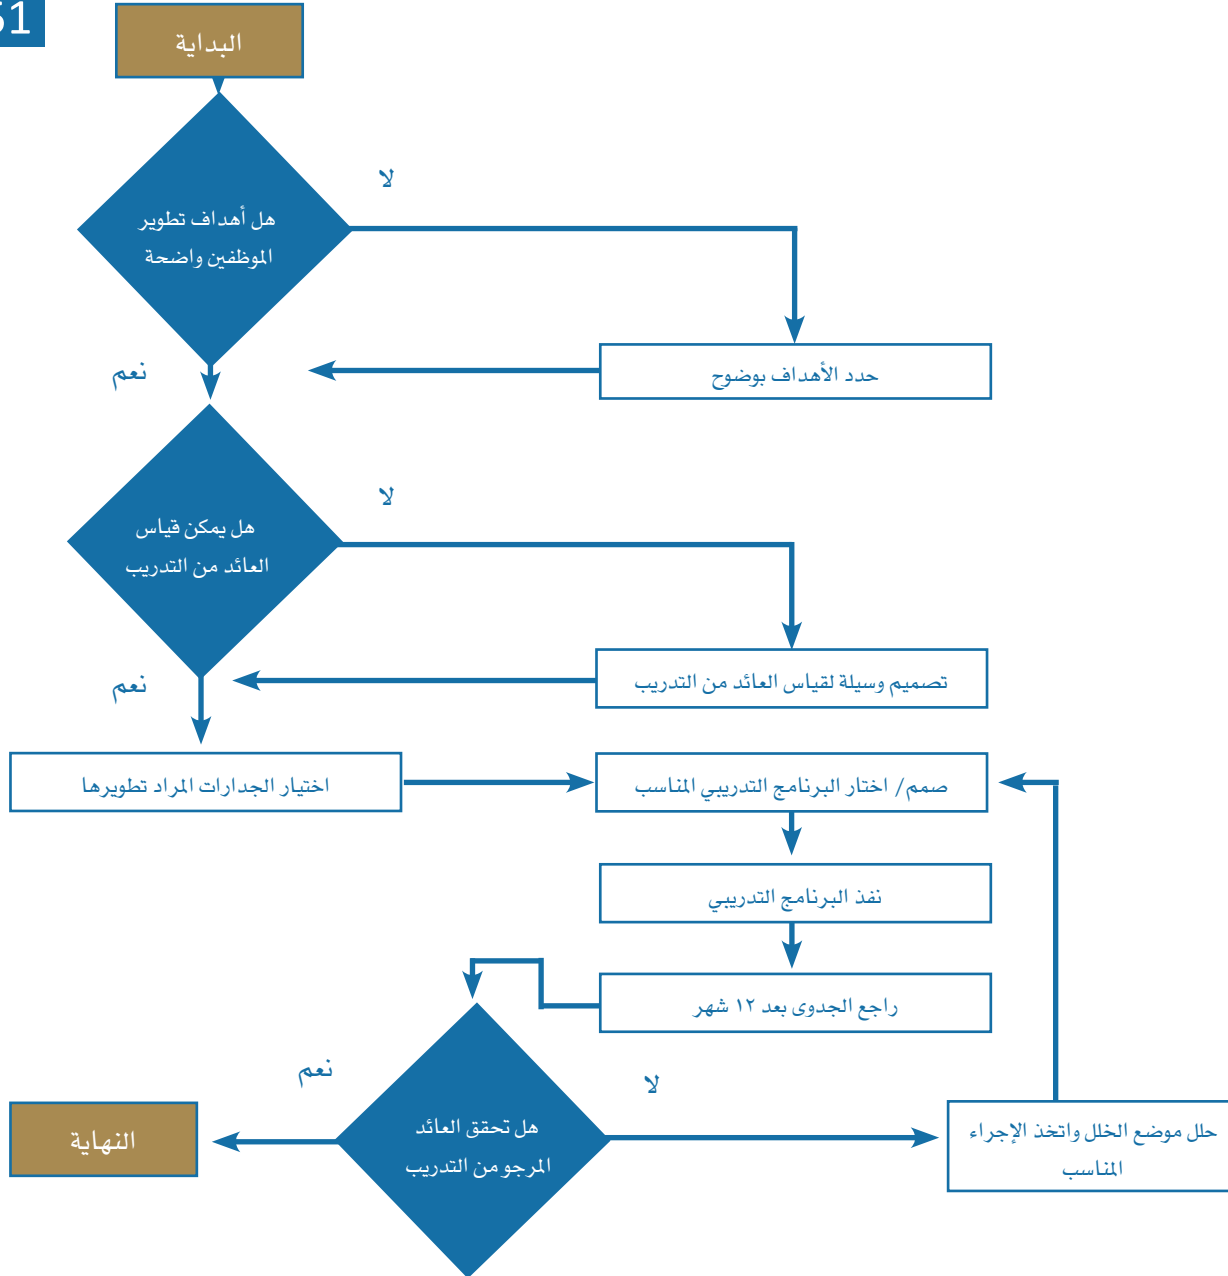 51
البداية
لا
هل أهداف تطوير
الموظفين واضحة
نعم
حدد الأهداف بوضوح
لا
هل يمكن قياس
العائد من التدريب
نعم
تصميم وسيلة لقياس العائد من التدريب
اختيار الجدارات المراد تطويرها
صمم/ اختار البرنامج التدريبي المناسب
نفذ البرنامج التدريبي
راجع الجدوى بعد ١٢ شهر
نعم
لا
هل تحقق العائد
المرجو من التدريب
النهاية
حلل موضع الخلل واتخذ الإجراء
المناسب